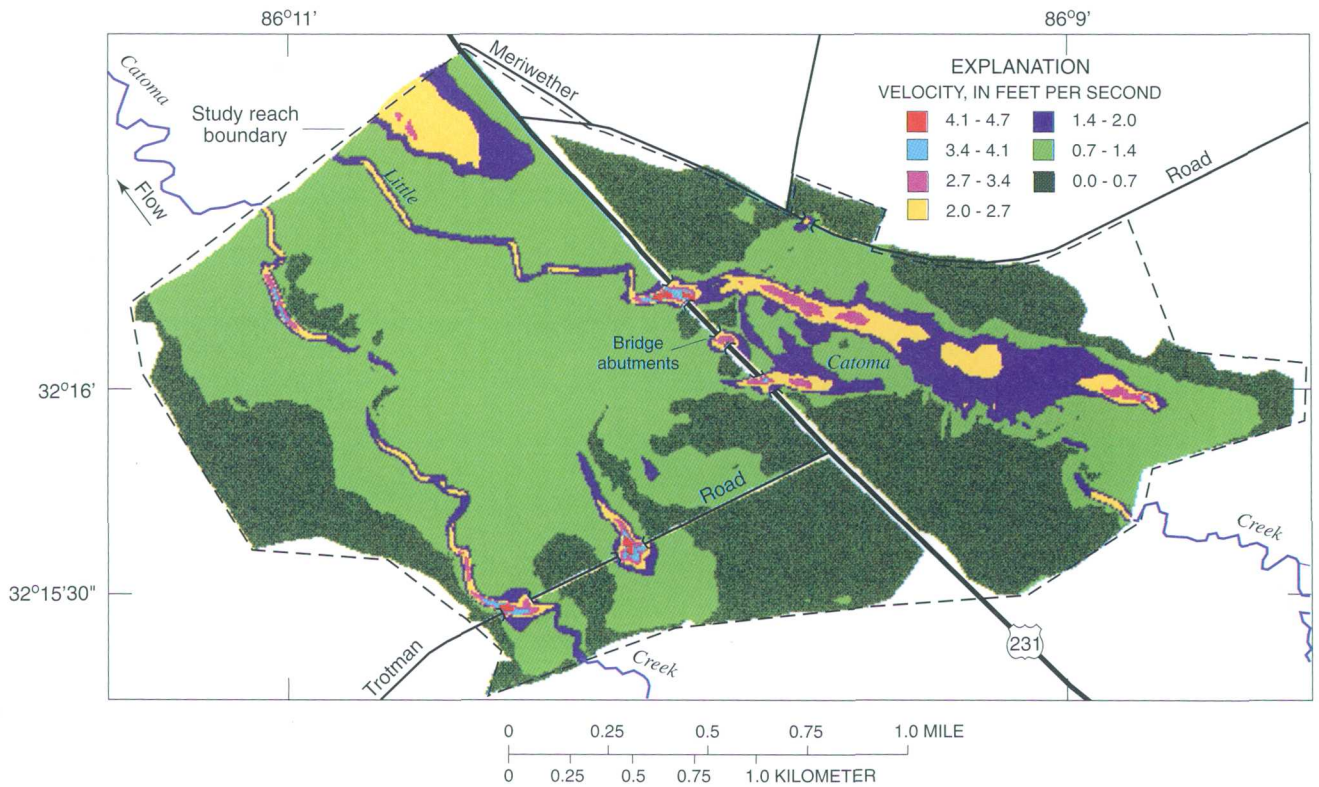 86°11'
86°9'
Catoma
Meriwether
EXPLANATION
VELOCITY, IN FEET PER SECOND
4.1 - 4.7
1.4 - 2.0
3.4 - 4.1
0.7 - 1.4
2.7 - 3.4
0.0 - 0.7
2.0 - 2.7
Study reach
boundary
Road
Flow
Little
Bridge
abutments
Catoma
32°16'
Road
Creek
32°15'30"
231
Trotman
Creek
0 0.25 0.5 0.75 1.0 MILE
0 0.25 0.5 0.75 1.0 KILOMETER